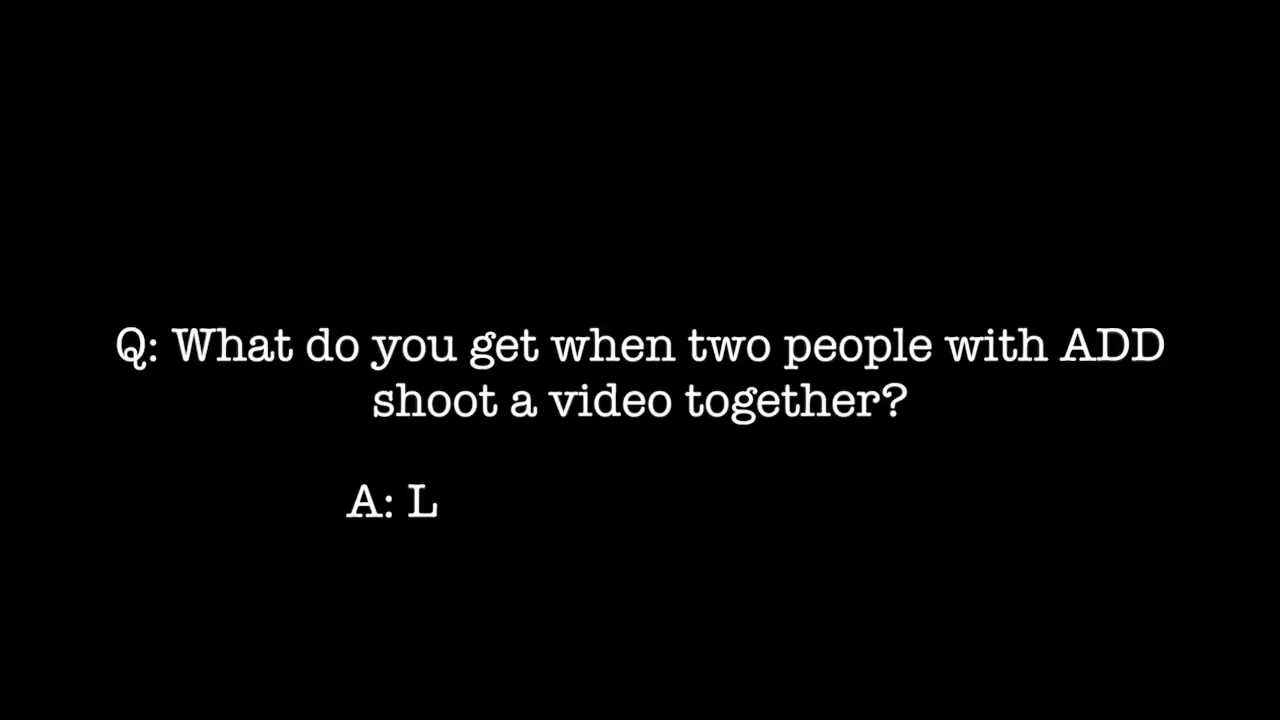 Q: What do you get when two people with ADD
shoot a video together?
A: L